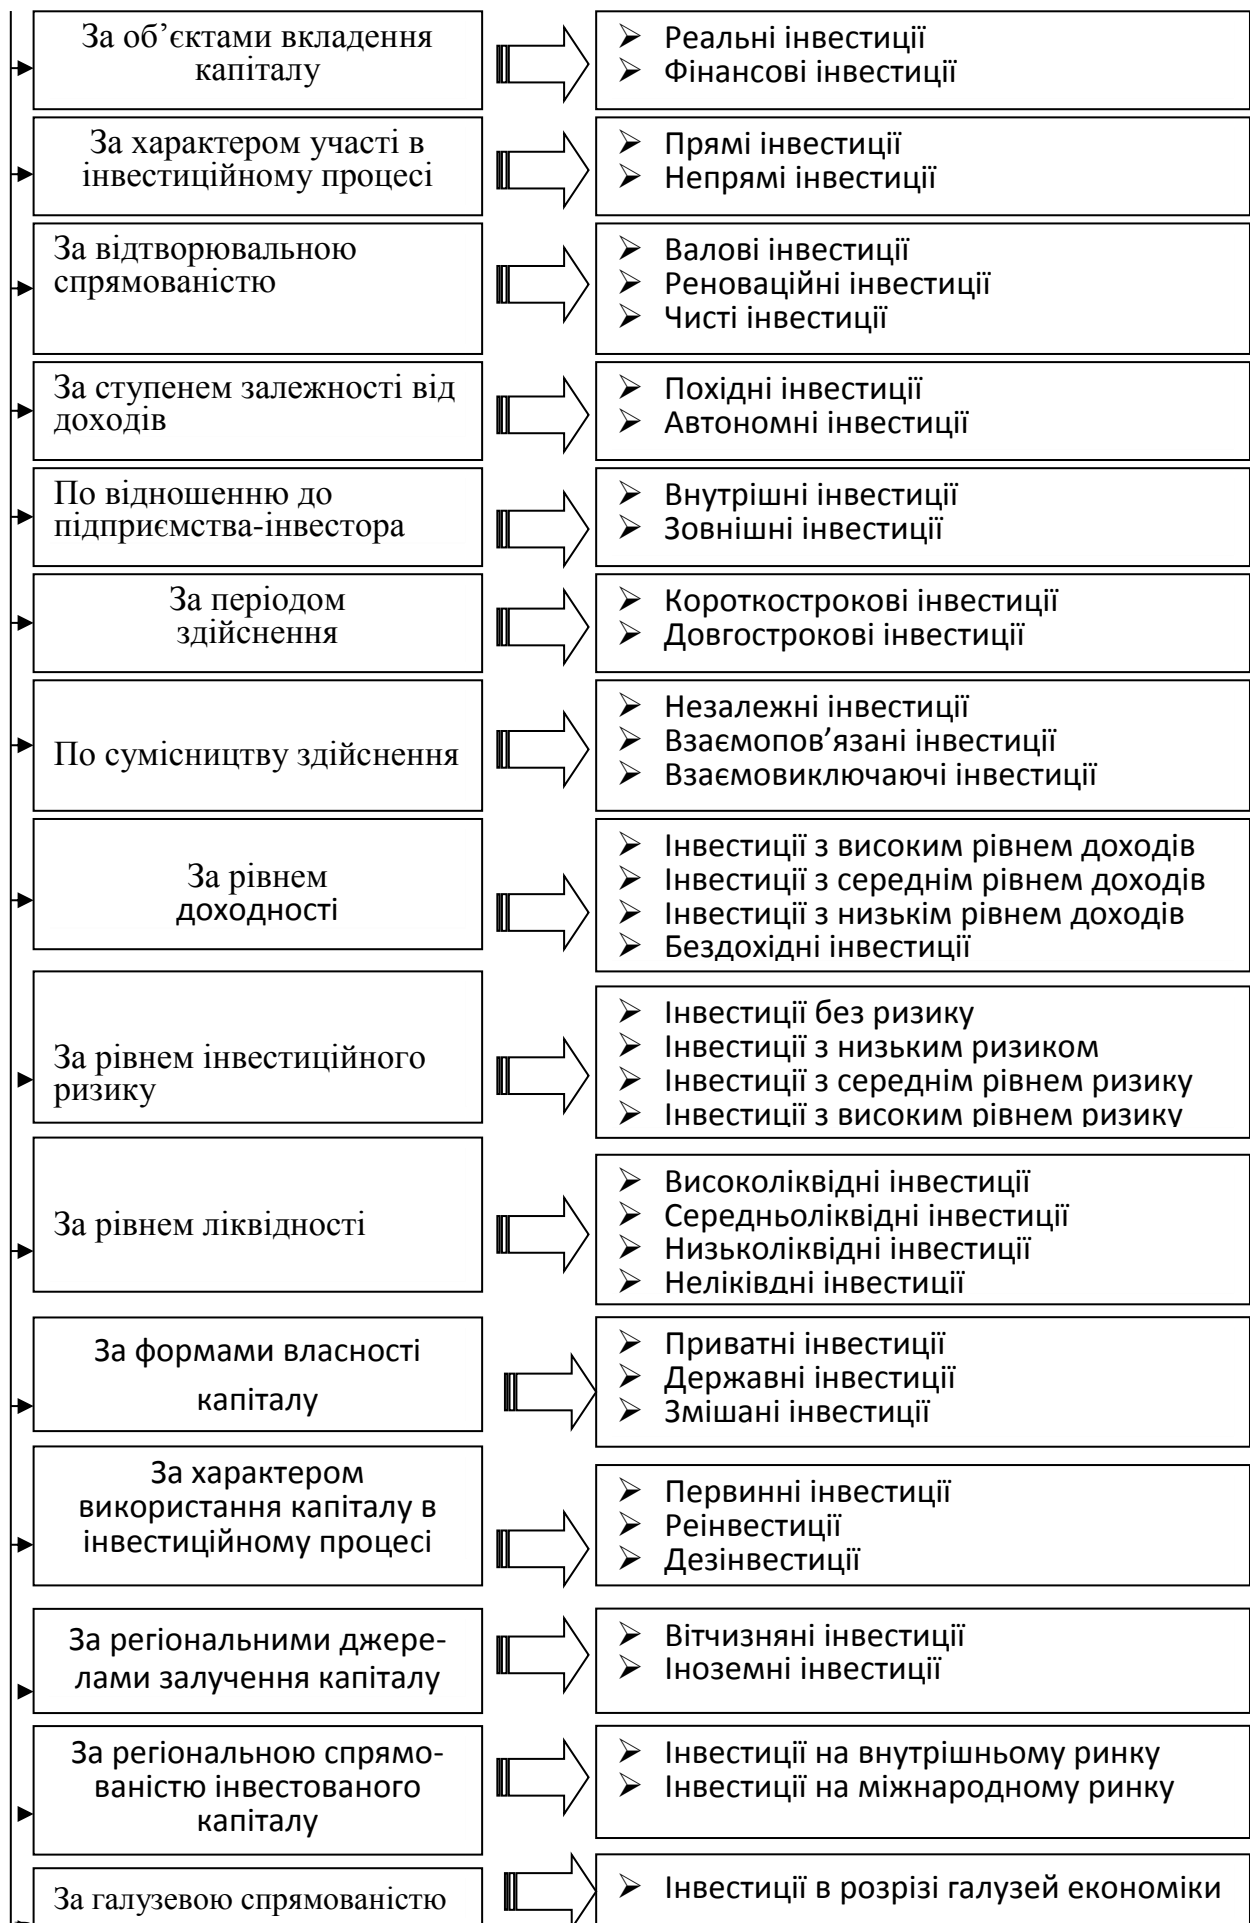 За об’єктами вкладення
капіталу
➢ Реальні інвестиції
➢ Фінансові інвестиції
За характером участі в
інвестиційному процесі
➢ Прямі інвестиції
➢ Непрямі інвестиції
За відтворювальною
спрямованістю
➢ Валові інвестиції
➢ Реноваційні інвестиції
➢ Чисті інвестиції
За ступенем залежності від
доходів
➢ Похідні інвестиції
➢ Автономні інвестиції
По відношенню до
підприємства-інвестора
➢ Внутрішні інвестиції
➢ Зовнішні інвестиції
За періодом
здійснення
➢ Короткострокові інвестиції
➢ Довгострокові інвестиції
По сумісництву здійснення
➢ Незалежні інвестиції
➢ Взаємопов’язані інвестиції
➢ Взаємовиключаючі інвестиції
За рівнем
доходності
➢ Інвестиції з високим рівнем доходів
➢ Інвестиції з середнім рівнем доходів
➢ Інвестиції з низькім рівнем доходів
➢ Бездохідні інвестиції
За рівнем інвестиційного
ризику
➢ Інвестиції без ризику
➢ Інвестиції з низьким ризиком
➢ Інвестиції з середнім рівнем ризику
➢ Інвестиції з високим рівнем ризику
За рівнем ліквідності
➢ Високоліквідні інвестиції
➢ Середньоліквідні інвестиції
➢ Низьколіквідні інвестиції
➢ Неліківдні інвестиції
За формами власності
капіталу
➢ Приватні інвестиції
➢ Державні інвестиції
➢ Змішані інвестиції
За характером
використання капіталу в
інвестиційному процесі
➢ Первинні інвестиції
➢ Реінвестиції
➢ Дезінвестиції
За регіональними джере-
лами залучення капіталу
➢ Вітчизняні інвестиції
➢ Іноземні інвестиції
За регіональною спрямо-
ваністю інвестованого
капіталу
➢ Інвестиції на внутрішньому ринку
➢ Інвестиції на міжнародному ринку
За галузевою спрямованістю
➢ Інвестиції в розрізі галузей економіки